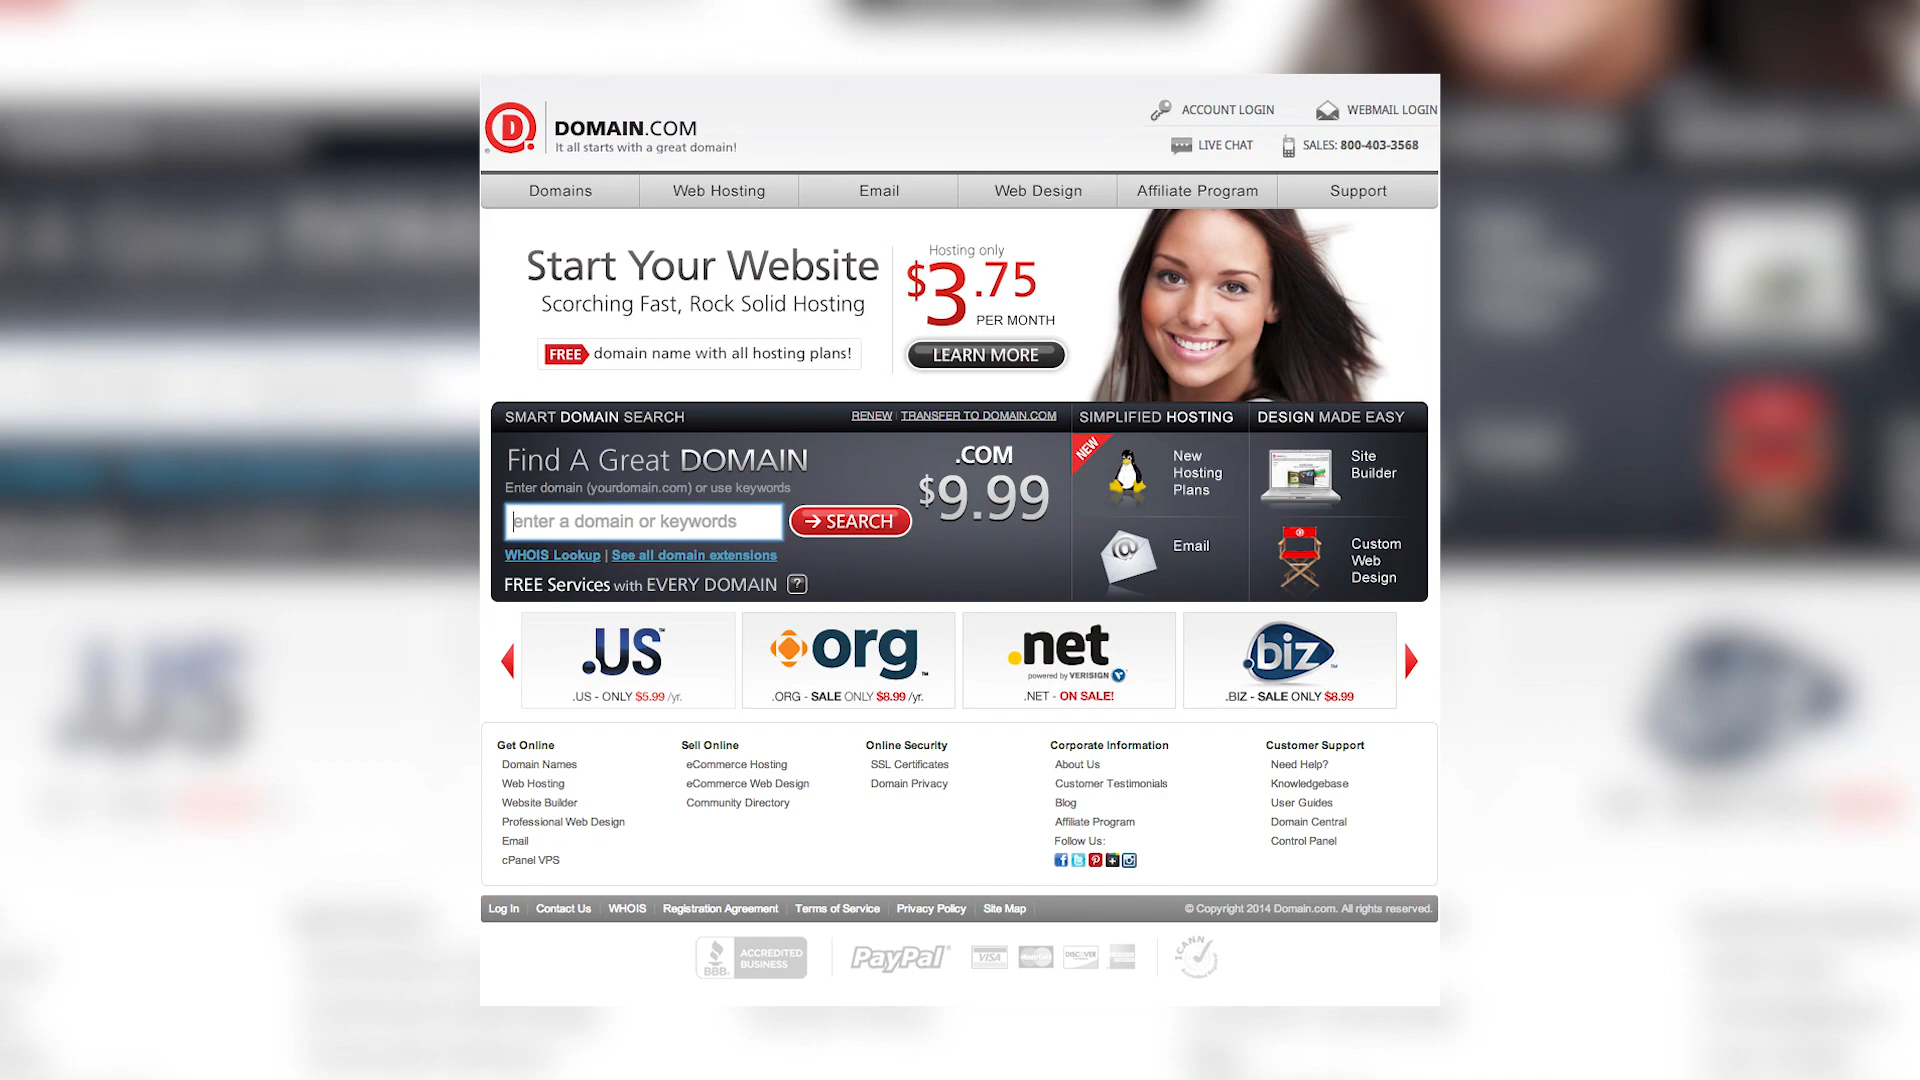 D
DOMAIN.COM
It all starts with a great domain!
ACCOUNT LOGIN
WEBMAIL LOGIN
LIVE CHAT
SALES: 800-403-3568
Domains
Web Hosting
Email
Web Design
Affiliate Program
Support
Start Your Website
Scorching Fast, Rock Solid Hosting
FREE domain name with all hosting plans!
Hosting only
$3.75
PER MONTH
LEARN MORE
SMART DOMAIN SEARCH
RENEW | TRANSFER TO DOMAIN.COM
Find A Great DOMAIN
Enter domain (yourdomain.com) or use keywords
enter a domain or keywords
SEARCH
WHOIS Lookup | See all domain extensions
FREE Services with EVERY DOMAIN ?
.COM
$9.99
SIMPLIFIED HOSTING
NEW
New
Hosting
Plans
@
Email
DESIGN MADE EASY
Site
Builder
Custom
Web
Design
.US™
.US - ONLY $5.99 /yr.
org™
.ORG - SALE ONLY $8.99 /yr.
.net
powered by VERISIGN
.NET - ON SALE!
.biz™
.BIZ - SALE ONLY $8.99
Get Online
Domain Names
Web Hosting
Website Builder
Professional Web Design
Email
cPanel VPS
Sell Online
eCommerce Hosting
eCommerce Web Design
Community Directory
Online Security
SSL Certificates
Domain Privacy
Corporate Information
About Us
Customer Testimonials
Blog
Affiliate Program
Follow Us:
Customer Support
Need Help?
Knowledgebase
User Guides
Domain Central
Control Panel
Log In
Contact Us
WHOIS
Registration Agreement
Terms of Service
Privacy Policy
Site Map
© Copyright 2014 Domain.com. All rights reserved.
BBB.
ACCREDITED
BUSINESS
PayPal
VISA
MasterCard
DISCOVER
ICANN